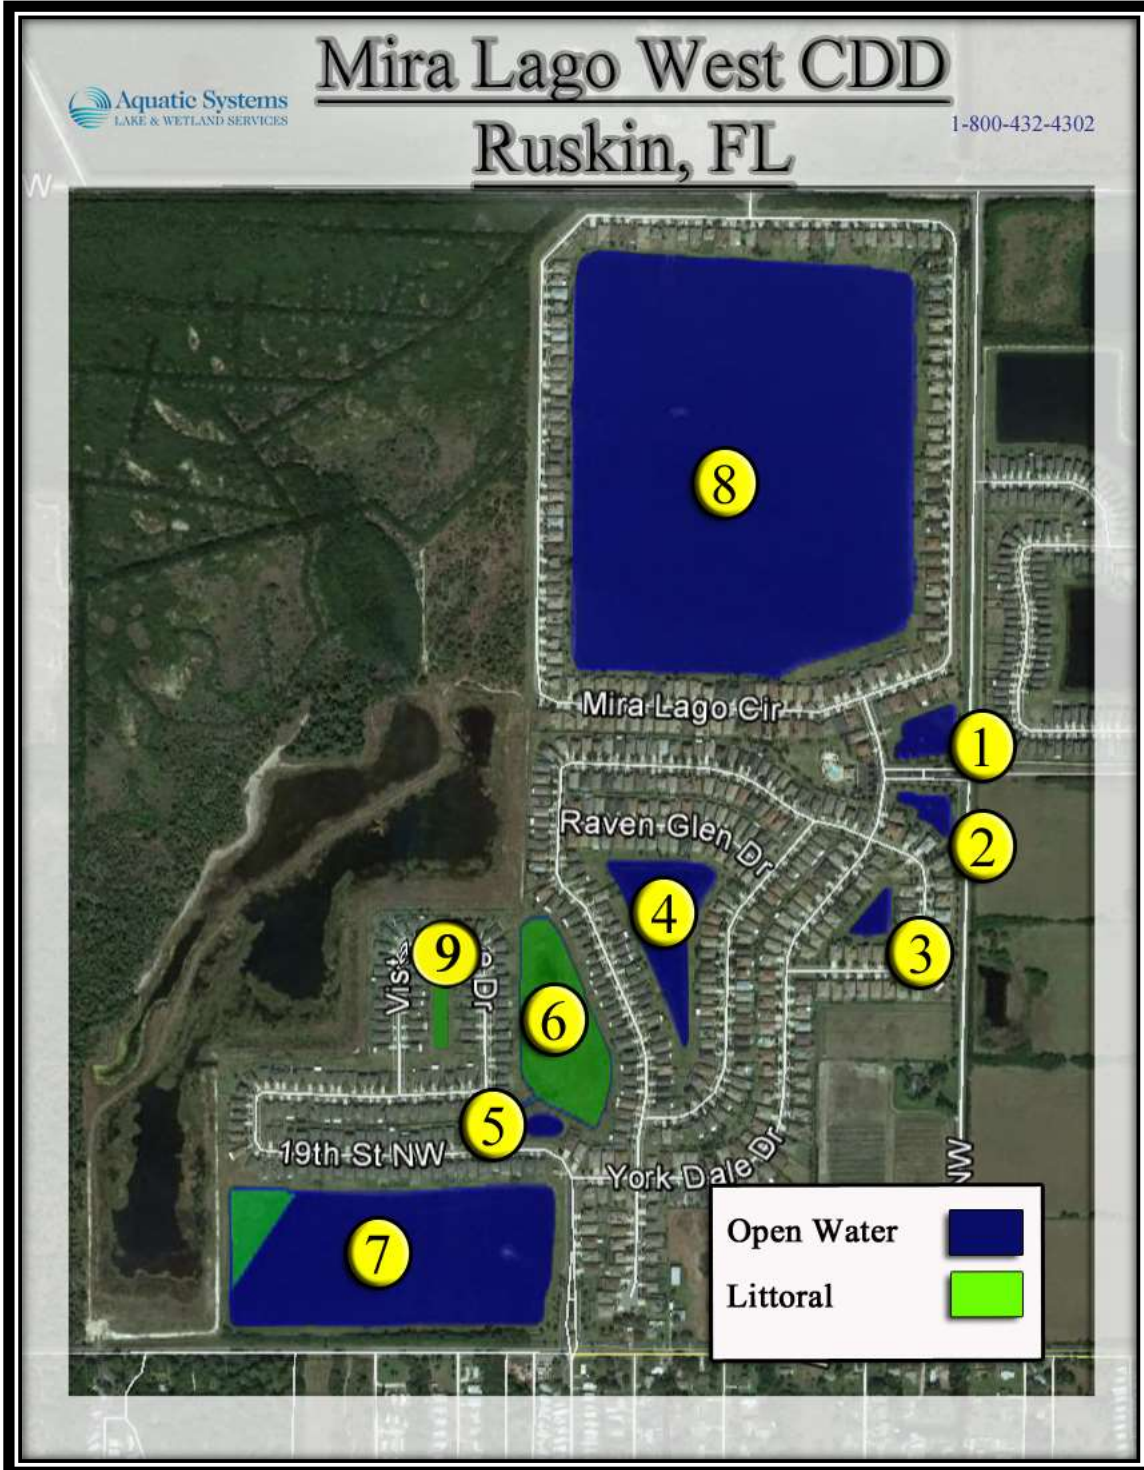 Mira Lago West CDD
Aquatic Systems
LAKE & WETLAND SERVICES
1-800-432-4302
Ruskin, FL
W
8
Mira Lago Cir
1
Raven Glen Dr
2
4
3
9
Dr
6
5
19th St NW
York Dale Dr
NW
7
Open Water
Littoral